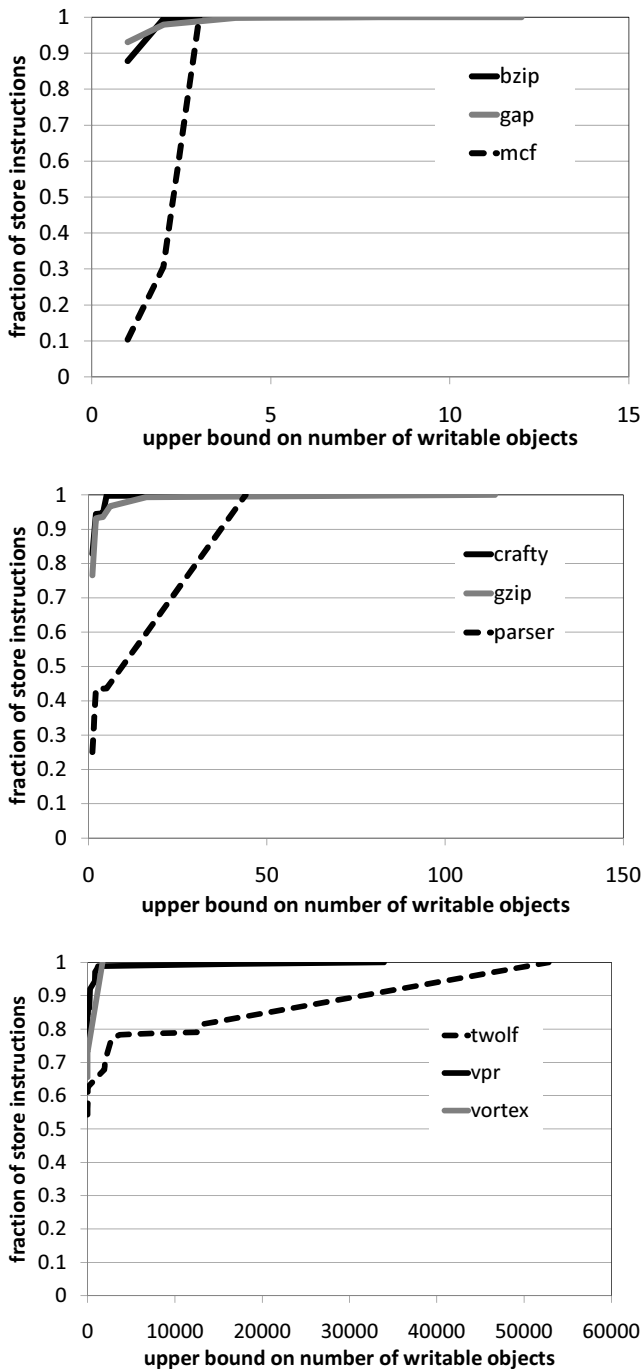 1
0.9
0.8
0.7
0.6
0.5
0.4
0.3
0.2
0.1
0
fraction of store instructions
bzip
gap
mcf
0 5 10 15
upper bound on number of writable objects
1
0.9
0.8
0.7
0.6
0.5
0.4
0.3
0.2
0.1
0
fraction of store instructions
crafty
gzip
parser
0 50 100 150
upper bound on number of writable objects
1
0.9
0.8
0.7
0.6
0.5
0.4
0.3
0.2
0.1
0
fraction of store instructions
twolf
vpr
vortex
0 10000 20000 30000 40000 50000 60000
upper bound on number of writable objects